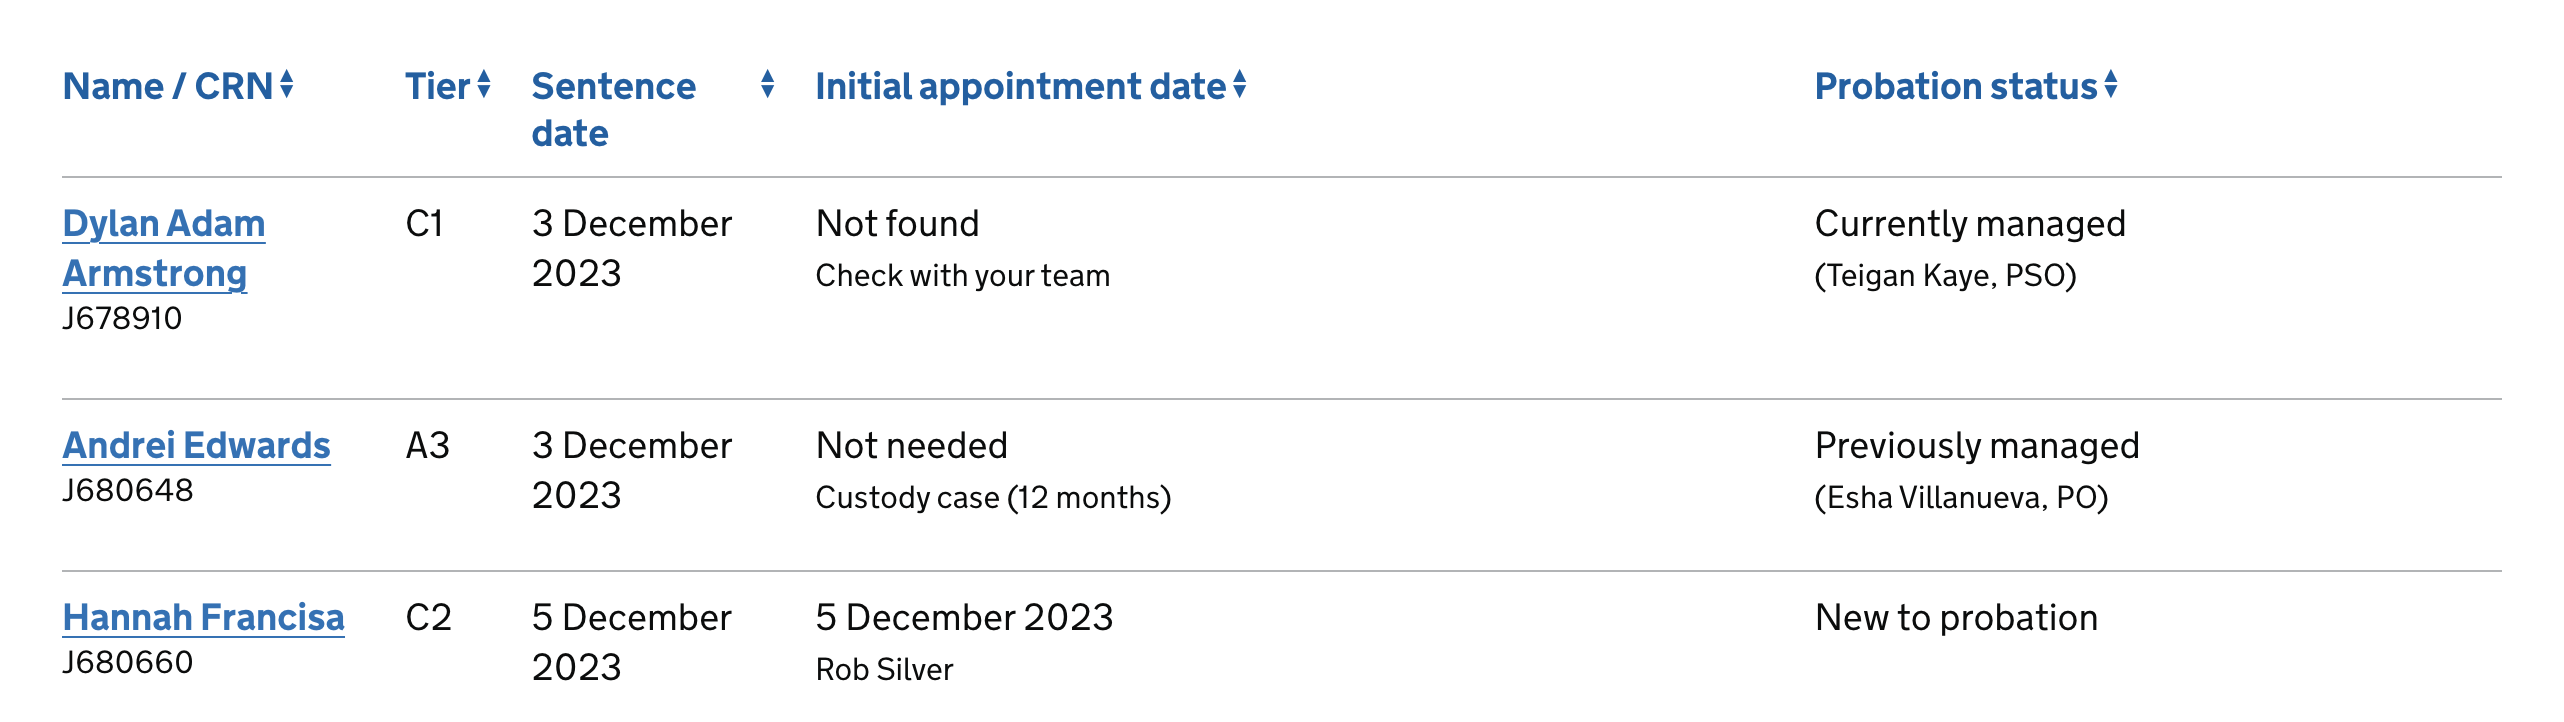 Name / CRN Tier Sentence date Initial appointment date Probation status
Dylan Adam Armstrong C1 3 December 2023 Not found Currently managed
J678910 Check with your team (Teigan Kaye, PSO)
Andrei Edwards A3 3 December 2023 Not needed Previously managed
J680648 Custody case (12 months) (Esha Villanueva, PO)
Hannah Francisa C2 5 December 2023 5 December 2023 New to probation
J680660 Rob Silver